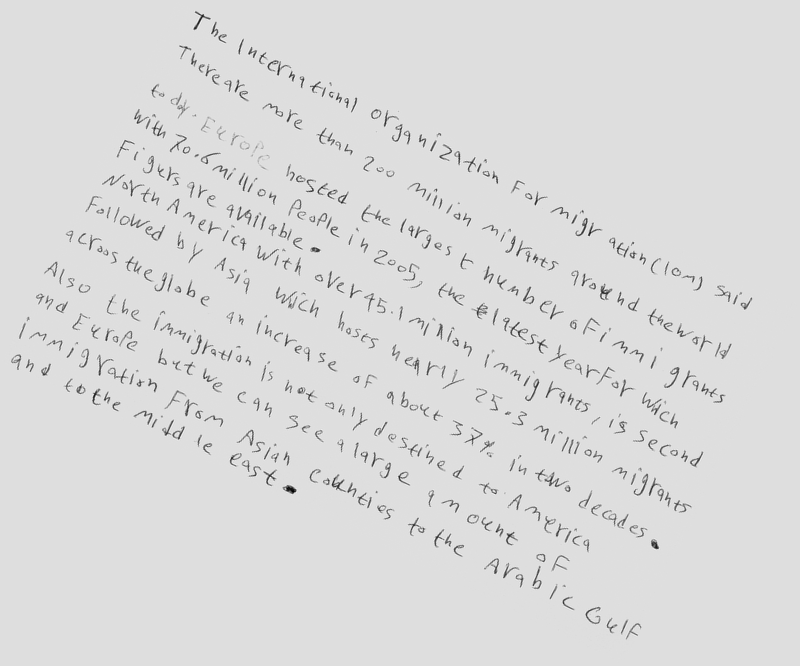 The International organization For migration (Iom) said
There are more than 200 million migrants around the world
today. Europe hosted the largest number of immigrants
with 70.6 million People in 2005, the latest year For wich
Figers are available.
North America with over 45.1 million immigrants, is second
Followed by Asia wich hosts nearly 25.3 million migrants
across the globe an increase of about 37% in two decades.
Also the immigration is not only destined to America
and Europe but we can see a large amount of
immigration From Asian counties to the Arabic Gulf
and to the middle east.